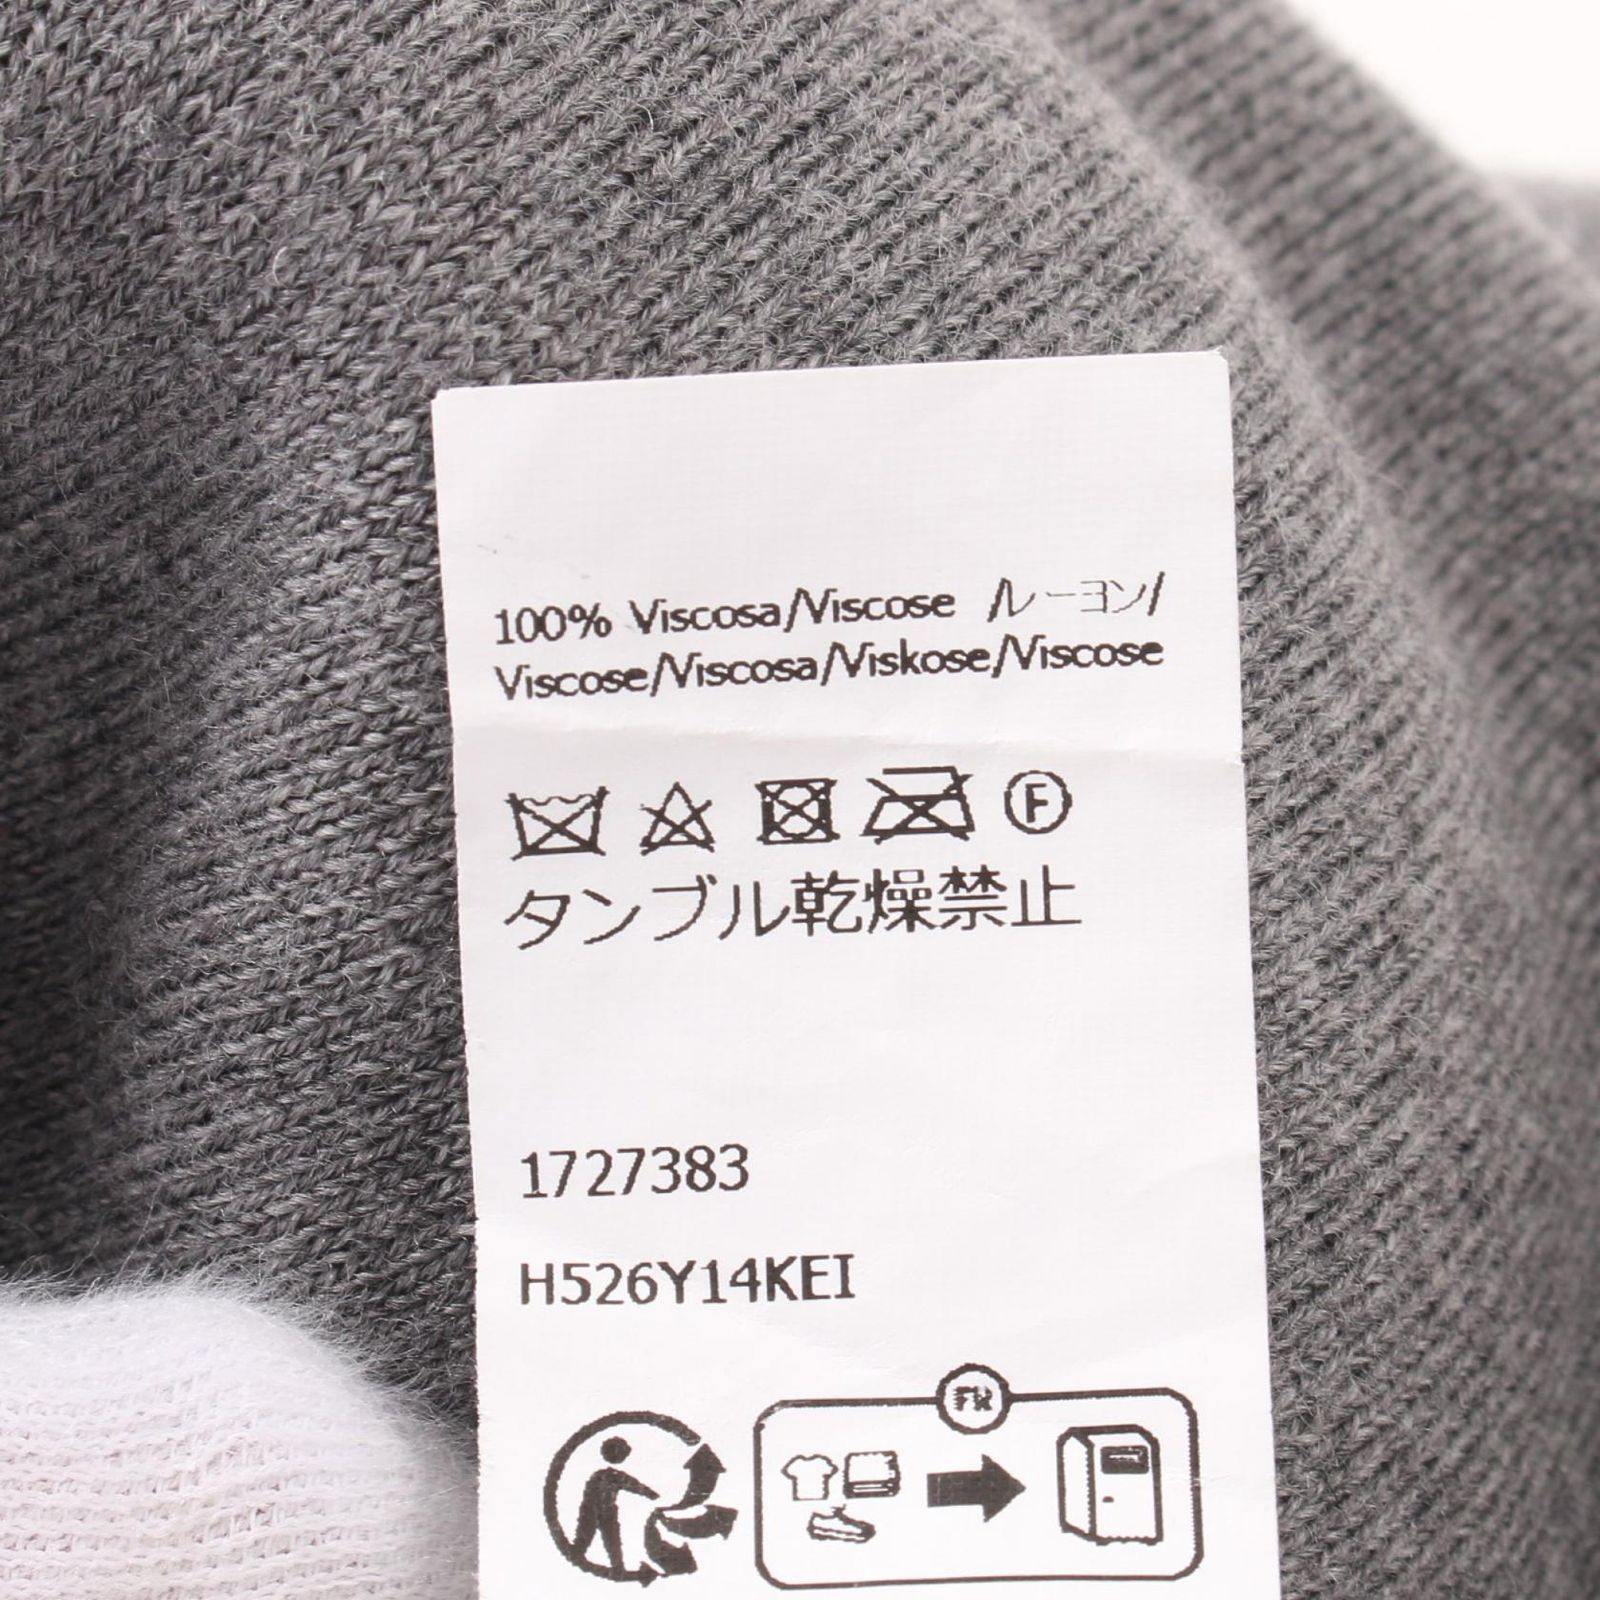 100% Viscosa/Viscose /レーヨン/
Viscose/Viscosa/Viskose/Viscose
F
タンブル乾燥禁止
1727383
H526Y14KEI
FR